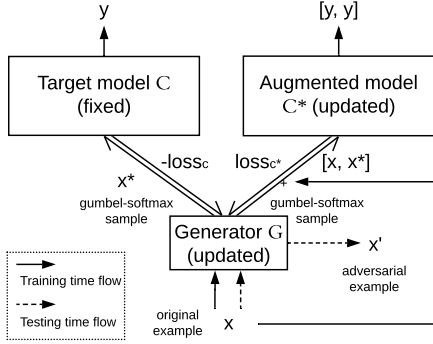 y
[y, y]
Target model C
(fixed)
Augmented model
C* (updated)
-lossc
lossc*
[x, x*]
x*
+
gumbel-softmax
sample
gumbel-softmax
sample
Generator G
(updated)
x'
adversarial
example
Training time flow
Testing time flow
original
example
x